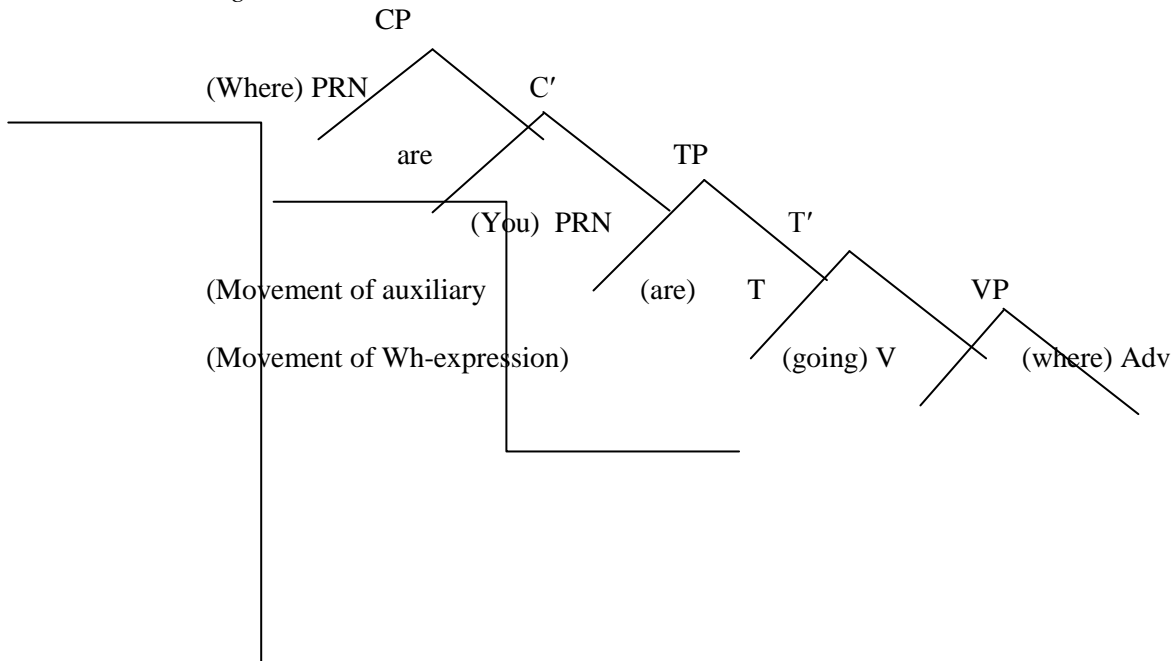 CP
(Where) PRN C′
are TP
(You) PRN T′
(Movement of auxiliary (are) T VP
(Movement of Wh-expression) (going) V (where) Adv